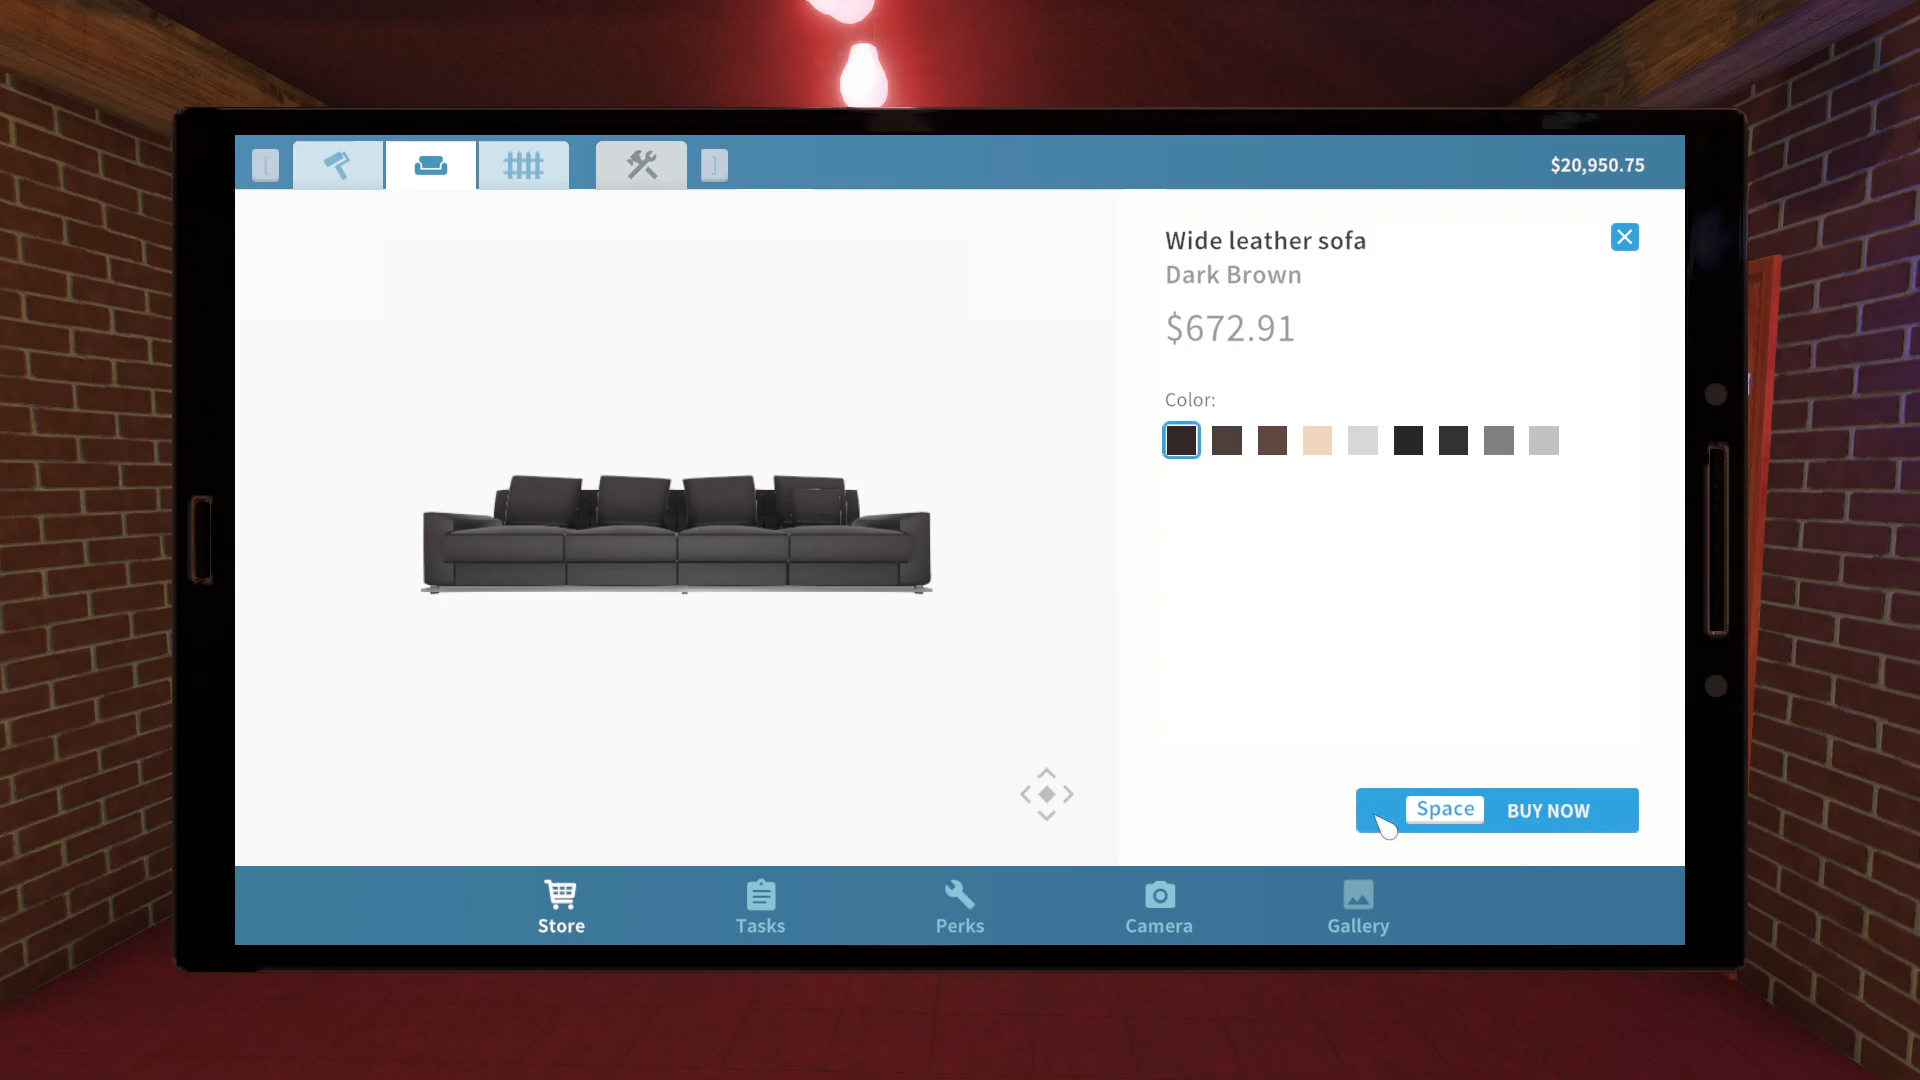 [
]
$20,950.75
Wide leather sofa
Dark Brown
$672.91
Color:
Space BUY NOW
Store
Tasks
Perks
Camera
Gallery